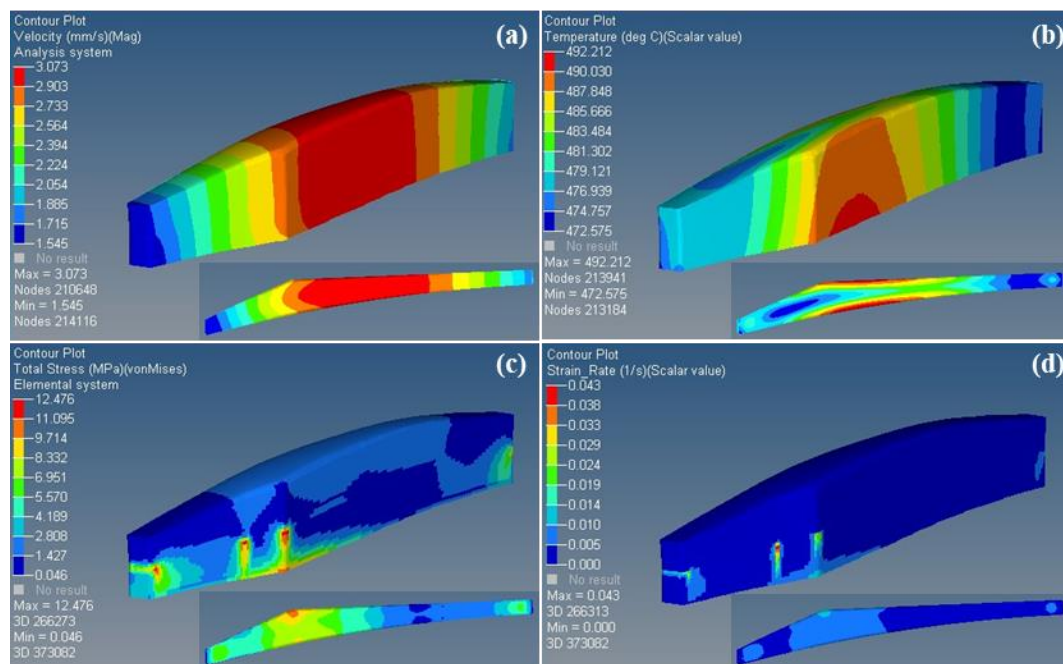 Contour Plot
Velocity (mm/s)(Mag)
Analysis system
3.073
2.903
2.733
2.564
2.394
2.224
2.054
1.885
1.715
1.545
No result
Max = 3.073
Nodes 210648
Min = 1.545
Nodes 214116
(a)
Contour Plot
Temperature (deg C)(Scalar value)
492.212
490.030
487.848
485.666
483.484
481.302
479.121
476.939
474.757
472.575
No result
Max = 492.212
Nodes 213941
Min = 472.575
Nodes 213184
(b)
Contour Plot
Total Stress (MPa)(vonMises)
Elemental system
12.476
11.095
9.714
8.332
6.951
5.570
4.189
2.808
1.427
0.046
No result
Max = 12.476
3D 266273
Min = 0.046
3D 373082
(c)
Contour Plot
Strain_Rate (1/s)(Scalar value)
0.043
0.038
0.033
0.029
0.024
0.019
0.014
0.010
0.005
0.000
No result
Max = 0.043
3D 266313
Min = 0.000
3D 373082
(d)